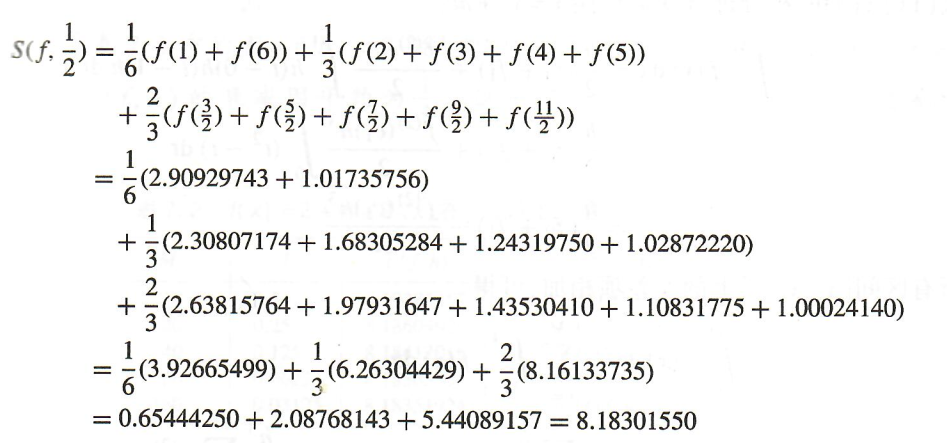 S(f, 1/2) = 1/6(f(1) + f(6)) + 1/3(f(2) + f(3) + f(4) + f(5))
+ 2/3(f(3/2) + f(5/2) + f(7/2) + f(9/2) + f(11/2))
= 1/6(2.90929743 + 1.01735756)
+ 1/3(2.30807174 + 1.68305284 + 1.24319750 + 1.02872220)
+ 2/3(2.63815764 + 1.97931647 + 1.43530410 + 1.10831775 + 1.00024140)
= 1/6(3.92665499) + 1/3(6.26304429) + 2/3(8.16133735)
= 0.65444250 + 2.08768143 + 5.44089157 = 8.18301550